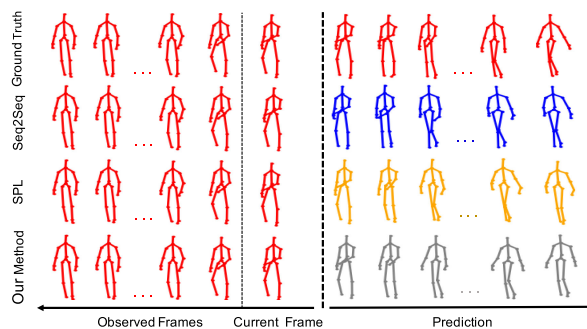 Ground Truth
Seq2Seq
SPL
Our Method
Observed Frames
Current Frame
Prediction